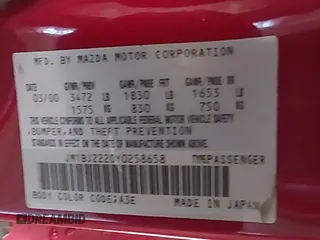 MFD. BY MAZDA MOTOR CORPORATION
DATE GVWR/PNBV GAWR/PNBE GAWR/PNBE
03/00 3472 LB 1830 LB 1653 LB
1575 KG 830 KG 750 KG
THIS VEHICLE CONFORMS TO ALL APPLICABLE FEDERAL MOTOR VEHICLE SAFETY,
BUMPER, AND THEFT PREVENTION
STANDARDS IN EFFECT ON THE DATE OF MANUFACTURE SHOWN ABOVE.
JM1BJ2220Y0258658 TYPE:PASSENGER
BODY COLOR CODE:A3E MADE IN JAPAN
DREAMBID